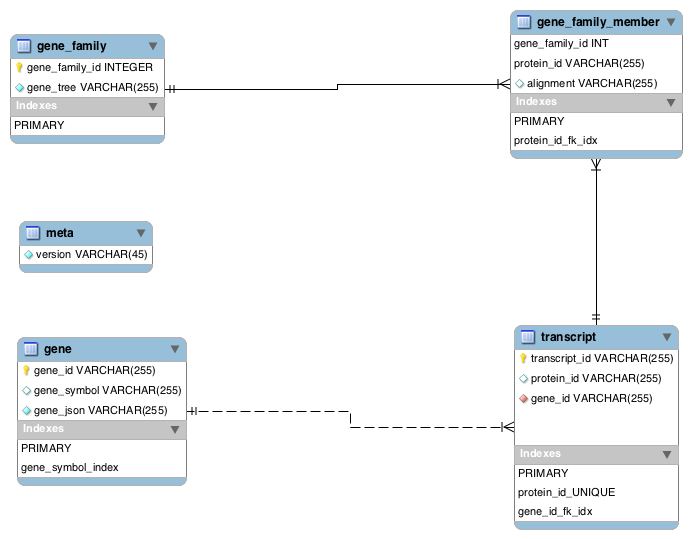 gene_family
gene_family_id INTEGER
gene_tree VARCHAR(255)
Indexes
PRIMARY
gene_family_member
gene_family_id INT
protein_id VARCHAR(255)
alignment VARCHAR(255)
Indexes
PRIMARY
protein_id_fk_idx
meta
version VARCHAR(45)
gene
gene_id VARCHAR(255)
gene_symbol VARCHAR(255)
gene_json VARCHAR(255)
Indexes
PRIMARY
gene_symbol_index
transcript
transcript_id VARCHAR(255)
protein_id VARCHAR(255)
gene_id VARCHAR(255)
Indexes
PRIMARY
protein_id_UNIQUE
gene_id_fk_idx